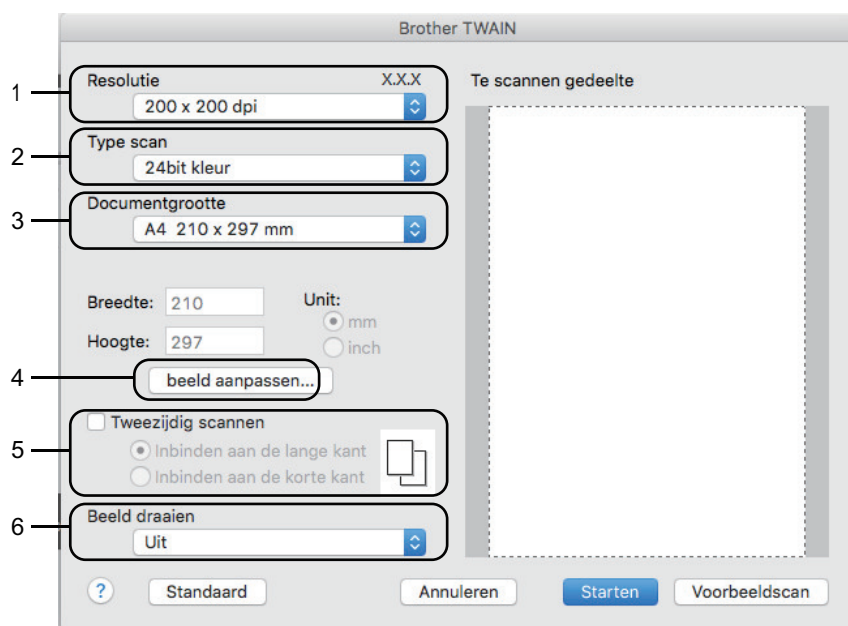 Brother TWAIN
1
Resolutie X.X.X
200 x 200 dpi
2
Type scan
24bit kleur
3
Documentgrootte
A4 210 x 297 mm
Breedte: 210
Hoogte: 297
Unit:
mm
inch
4
beeld aanpassen...
5
Tweezijdig scannen
Inbinden aan de lange kant
Inbinden aan de korte kant
6
Beeld draaien
Uit
Te scannen gedeelte
?
Standaard
Annuleren
Starten
Voorbeeldscan